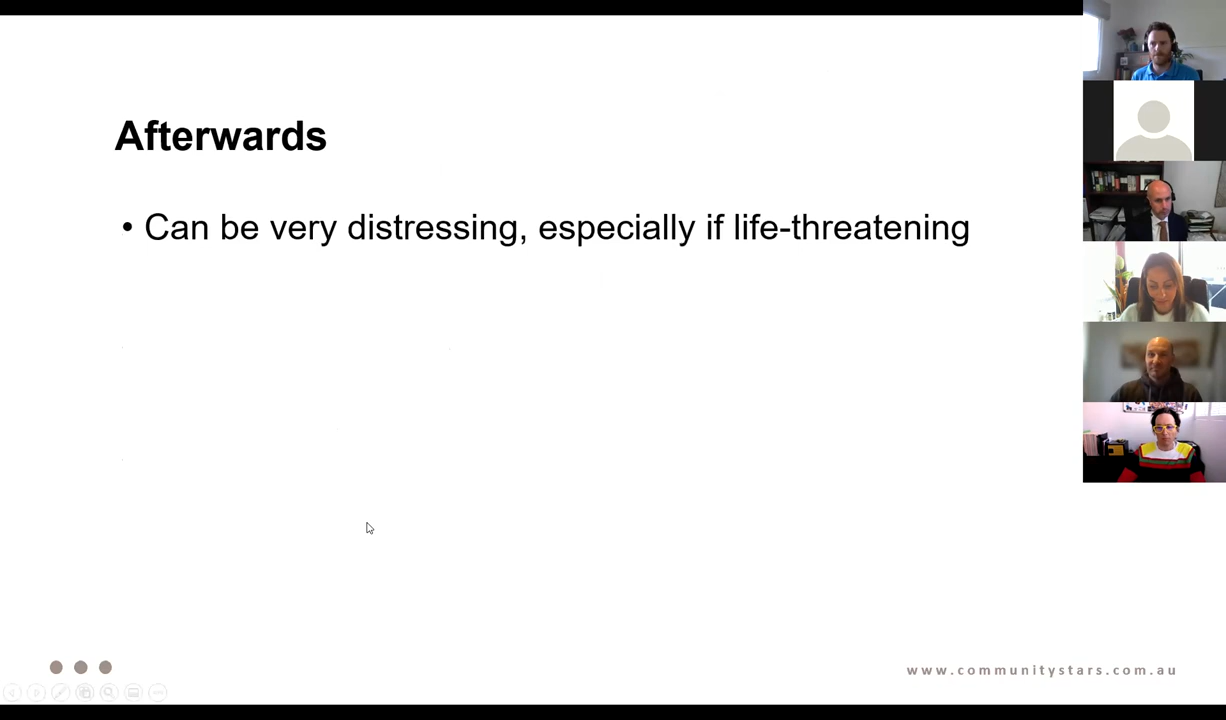 Afterwards
• Can be very distressing, especially if life-threatening
www.communitystars.com.au